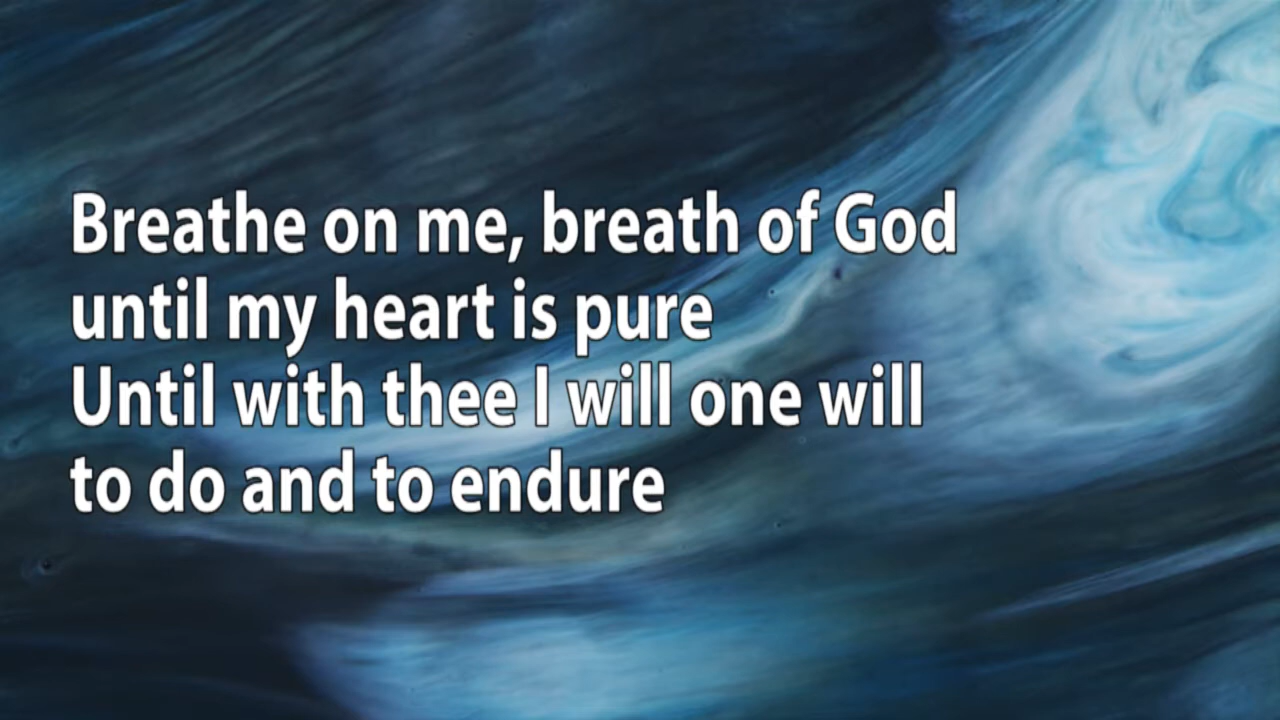 Breathe on me, breath of God
until my heart is pure
Until with thee I will one will
to do and to endure